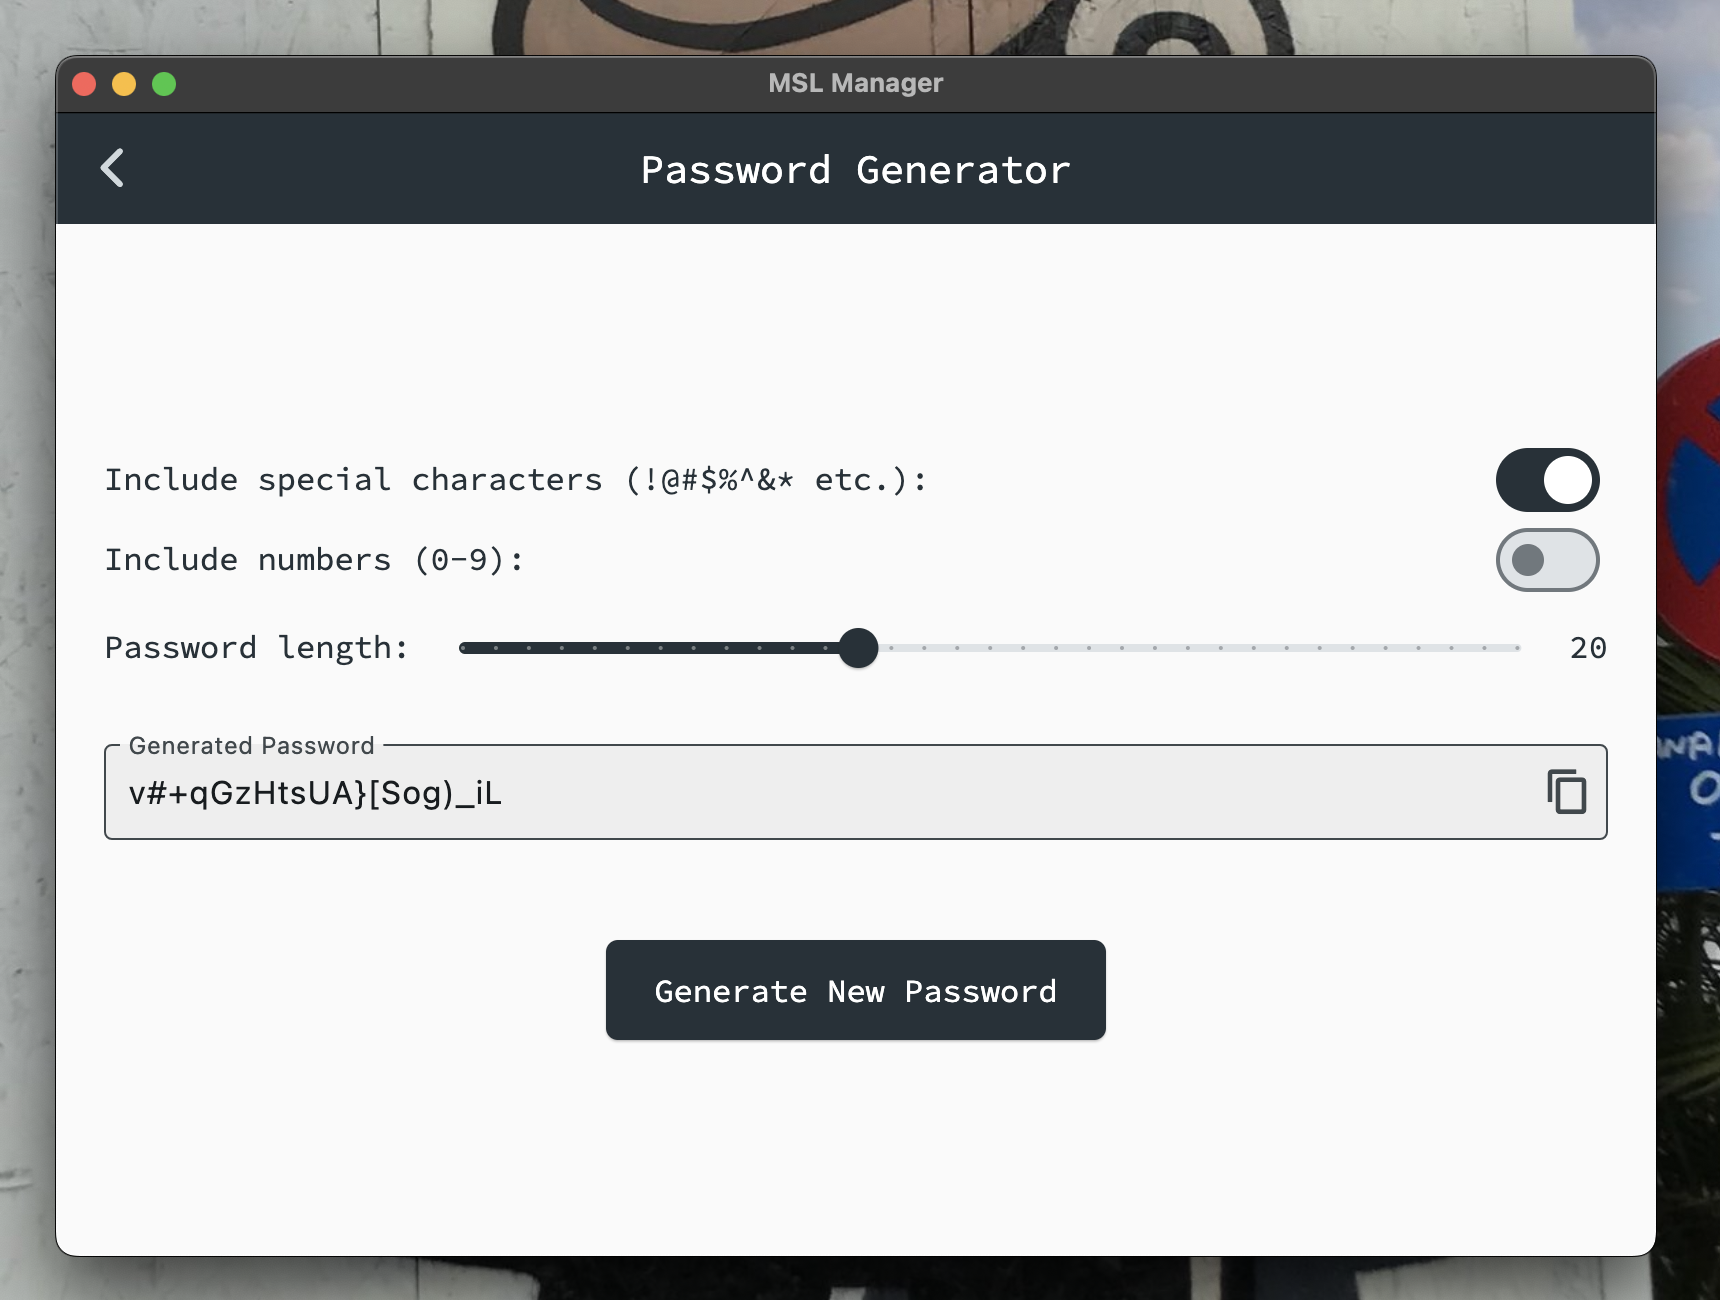 MSL Manager
Password Generator
Include special characters (!@#$%^&* etc.):
Include numbers (0-9):
Password length:
20
Generated Password
v#+qGzHtsUA}[Sog)_iL
Generate New Password